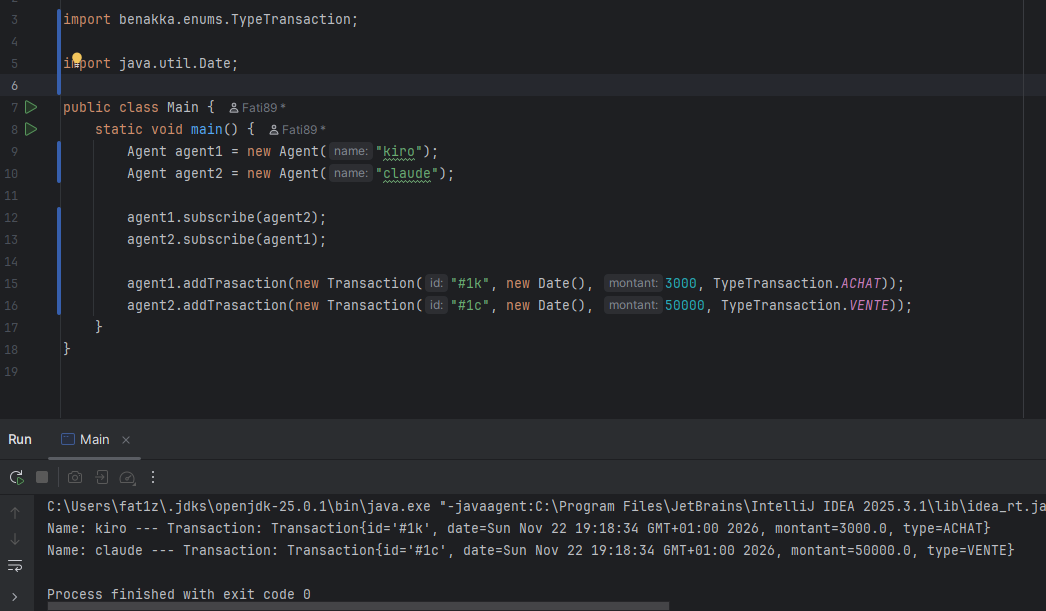 3 import benakka.enums.TypeTransaction;
4
5 import java.util.Date;
6
7 public class Main { Fati89 *
8 static void main() { Fati89 *
9 Agent agent1 = new Agent( name: "kiro");
10 Agent agent2 = new Agent( name: "claude");
11
12 agent1.subscribe(agent2);
13 agent2.subscribe(agent1);
14
15 agent1.addTrasaction(new Transaction( id: "#1k", new Date(), montant: 3000, TypeTransaction.ACHAT));
16 agent2.addTrasaction(new Transaction( id: "#1c", new Date(), montant: 50000, TypeTransaction.VENTE));
17 }
18 }
19
Run Main ×
C:\Users\fat1z\.jdks\openjdk-25.0.1\bin\java.exe "-javaagent:C:\Program Files\JetBrains\IntelliJ IDEA 2025.3.1\lib\idea_rt.ja
Name: kiro --- Transaction: Transaction{id='#1k', date=Sun Nov 22 19:18:34 GMT+01:00 2026, montant=3000.0, type=ACHAT}
Name: claude --- Transaction: Transaction{id='#1c', date=Sun Nov 22 19:18:34 GMT+01:00 2026, montant=50000.0, type=VENTE}
Process finished with exit code 0